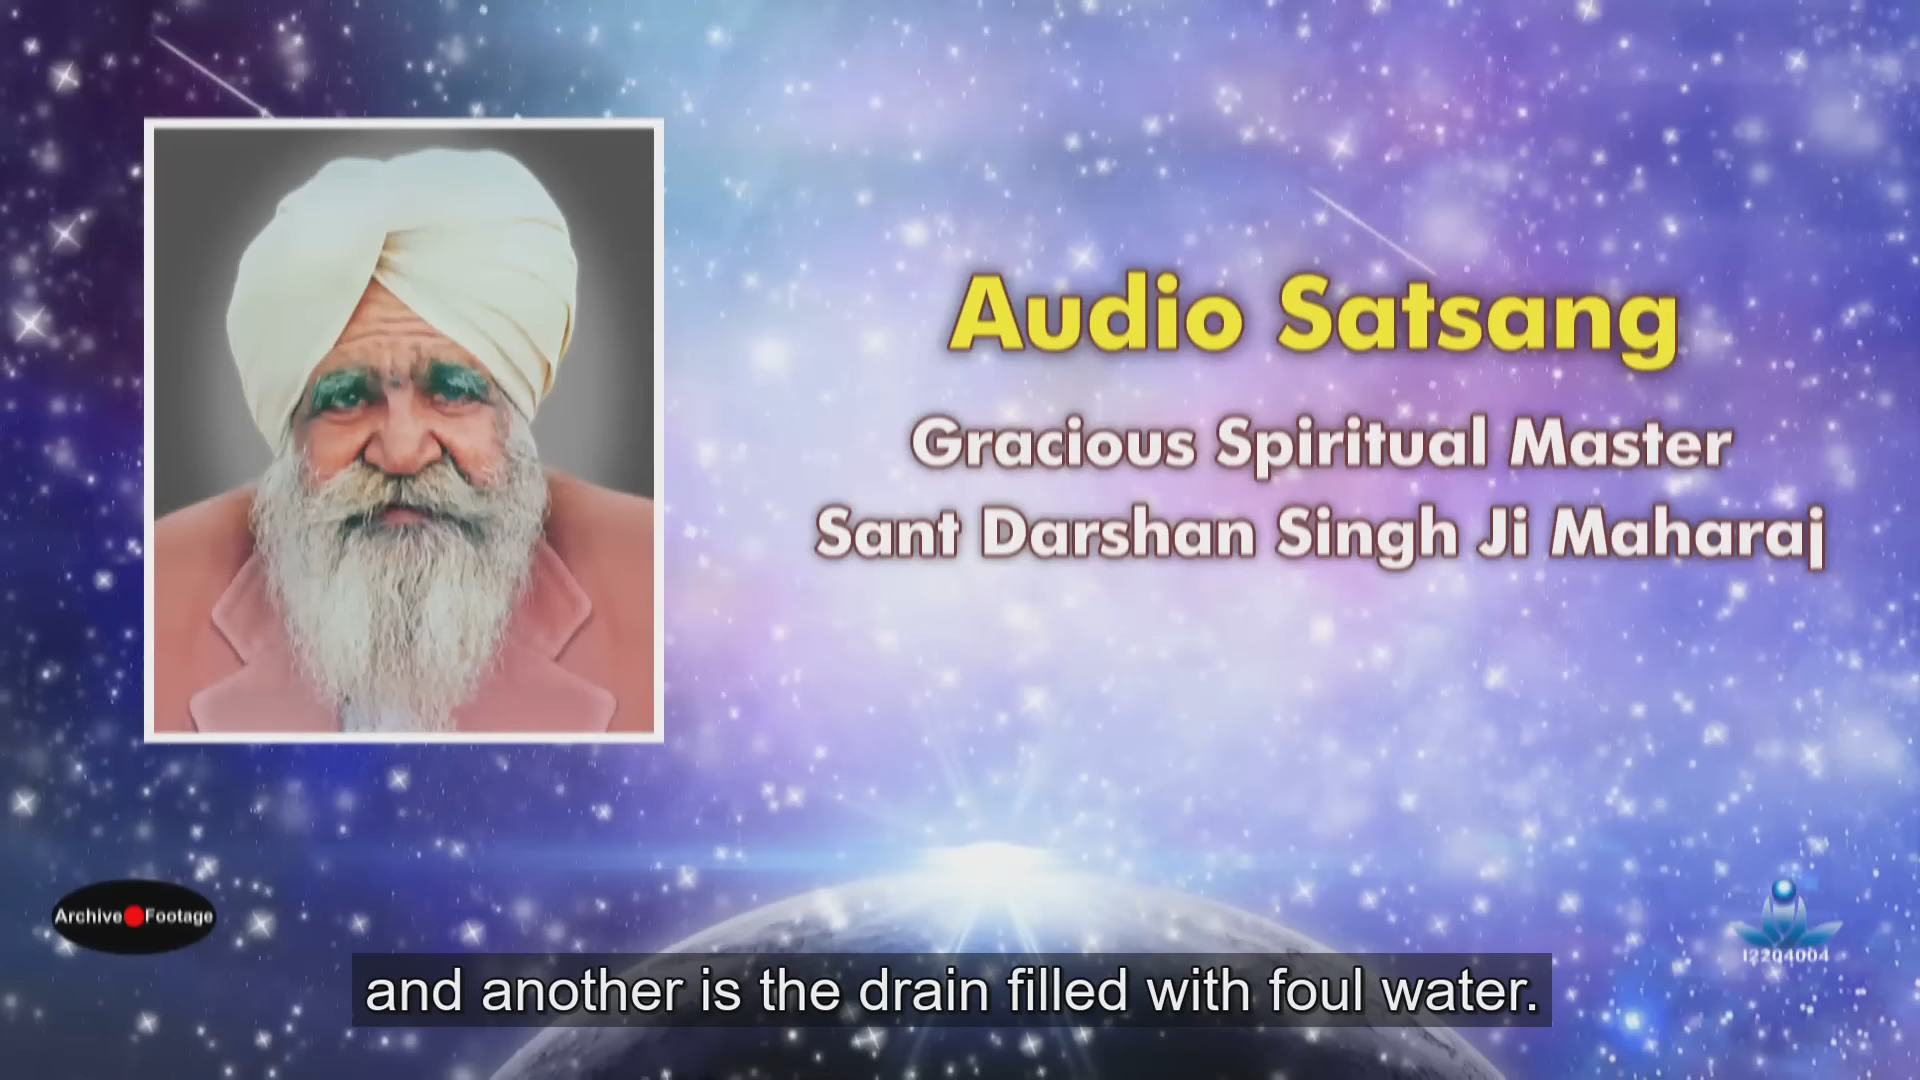 Audio Satsang
Gracious Spiritual Master
Sant Darshan Singh Ji Maharaj
Archive Footage
12204004
and another is the drain filled with foul water.